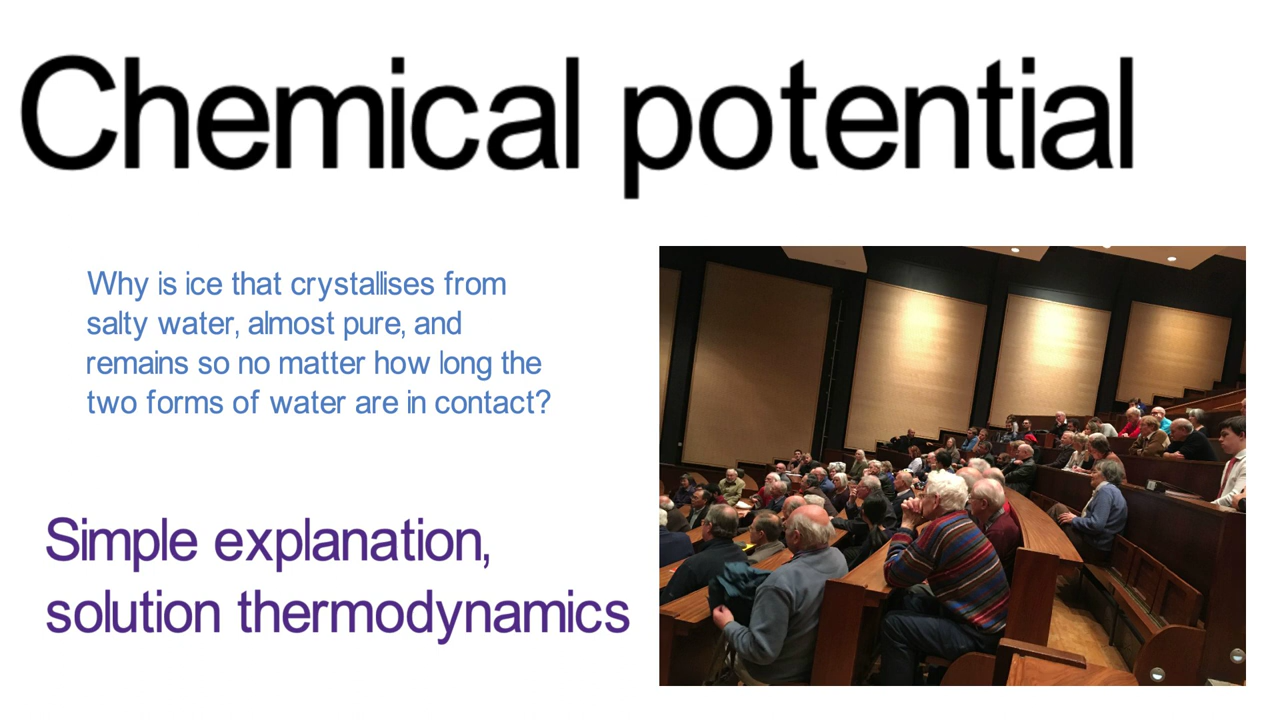 Chemical potential
Why is ice that crystallises from
salty water, almost pure, and
remains so no matter how long the
two forms of water are in contact?
Simple explanation,
solution thermodynamics